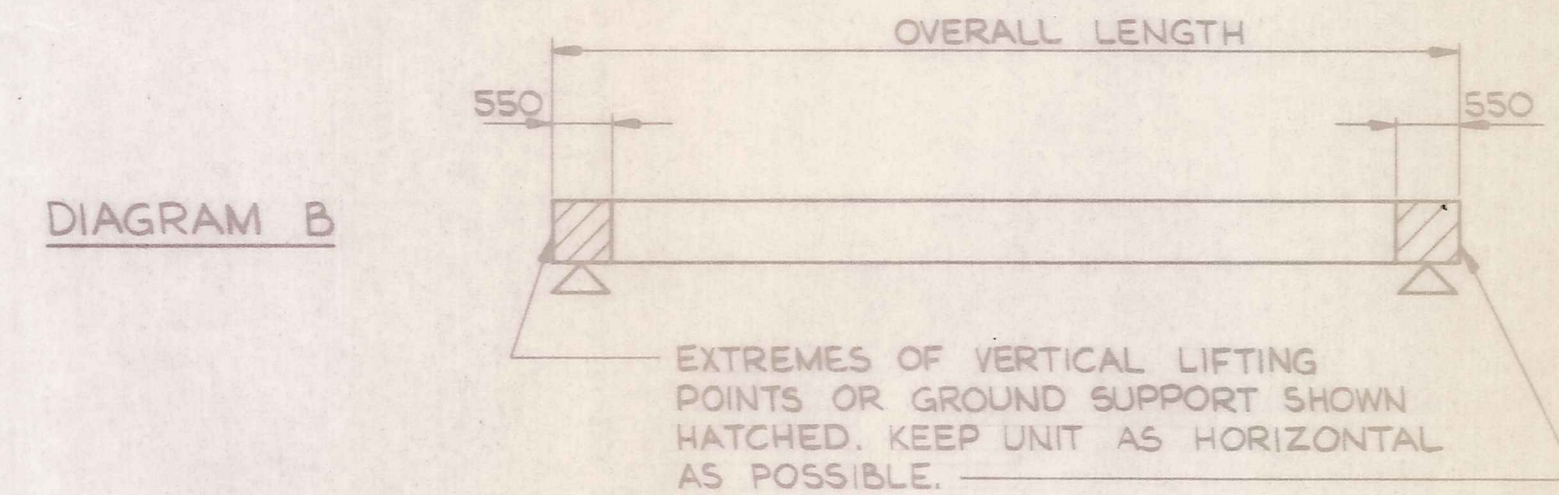 OVERALL LENGTH
550
550
DIAGRAM B
EXTREMES OF VERTICAL LIFTING
POINTS OR GROUND SUPPORT SHOWN
HATCHED. KEEP UNIT AS HORIZONTAL
AS POSSIBLE.